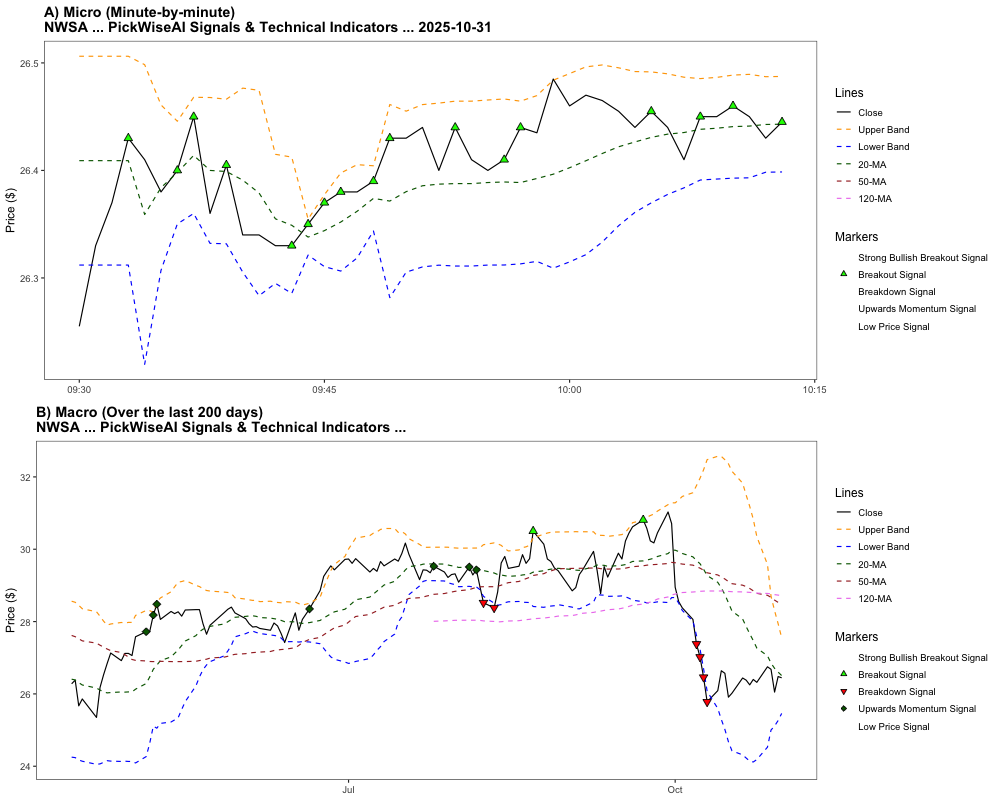 A) Micro (Minute-by-minute)
NWSA ... PickWiseAI Signals & Technical Indicators ... 2025-10-31
Price ($)
26.5
26.4
26.3
09:30
09:45
10:00
10:15
Lines
Close
Upper Band
Lower Band
20-MA
50-MA
120-MA
Markers
Strong Bullish Breakout Signal
Breakout Signal
Breakdown Signal
Upwards Momentum Signal
Low Price Signal
B) Macro (Over the last 200 days)
NWSA ... PickWiseAI Signals & Technical Indicators ...
Price ($)
32
30
28
26
24
Jul
Oct
Lines
Close
Upper Band
Lower Band
20-MA
50-MA
120-MA
Markers
Strong Bullish Breakout Signal
Breakout Signal
Breakdown Signal
Upwards Momentum Signal
Low Price Signal